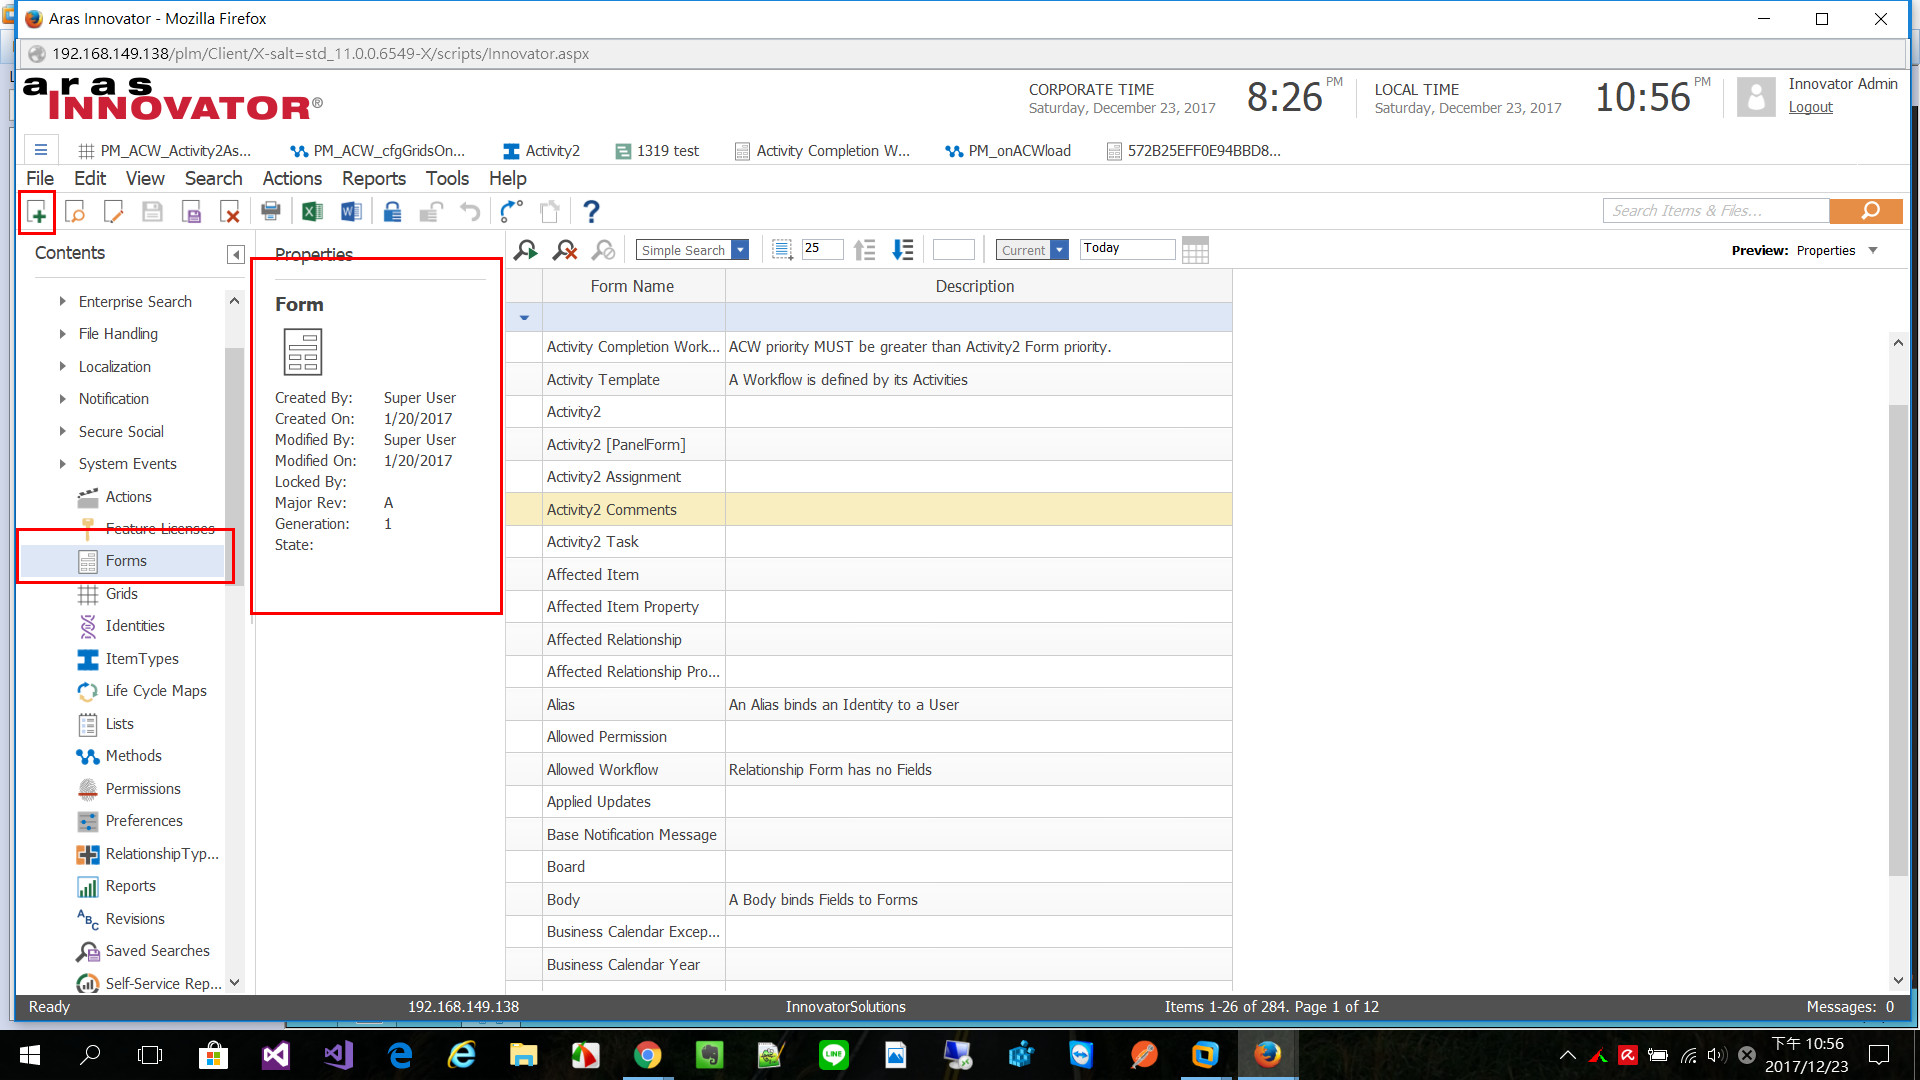 Aras Innovator - Mozilla Firefox
192.168.149.138/plm/Client/X-salt=std_11.0.0.6549-X/scripts/Innovator.aspx
aras
INNOVATOR®
CORPORATE TIME
Saturday, December 23, 2017
8:26 PM
LOCAL TIME
Saturday, December 23, 2017
10:56 PM
Innovator Admin
Logout
PM_ACW_Activity2As... PM_ACW_cfgGridsOn... Activity2 1319 test Activity Completion W... PM_onACWload 572B25EFF0E94BBD8...
File Edit View Search Actions Reports Tools Help
Search Items & Files...
Contents
Enterprise Search
File Handling
Localization
Notification
Secure Social
System Events
Actions
Feature Licenses
Forms
Grids
Identities
ItemTypes
Life Cycle Maps
Lists
Methods
Permissions
Preferences
RelationshipTyp...
Reports
Revisions
Saved Searches
Self-Service Rep...
Properties
Form
Created By: Super User
Created On: 1/20/2017
Modified By: Super User
Modified On: 1/20/2017
Locked By:
Major Rev: A
Generation: 1
State:
Simple Search 25 Current Today
Preview: Properties
Form Name Description
Activity Completion Work... ACW priority MUST be greater than Activity2 Form priority.
Activity Template A Workflow is defined by its Activities
Activity2
Activity2 [PanelForm]
Activity2 Assignment
Activity2 Comments
Activity2 Task
Affected Item
Affected Item Property
Affected Relationship
Affected Relationship Pro...
Alias An Alias binds an Identity to a User
Allowed Permission
Allowed Workflow Relationship Form has no Fields
Applied Updates
Base Notification Message
Board
Body A Body binds Fields to Forms
Business Calendar Excep...
Business Calendar Year
Ready 192.168.149.138 InnovatorSolutions Items 1-26 of 284. Page 1 of 12 Messages: 0
下午 10:56
2017/12/23